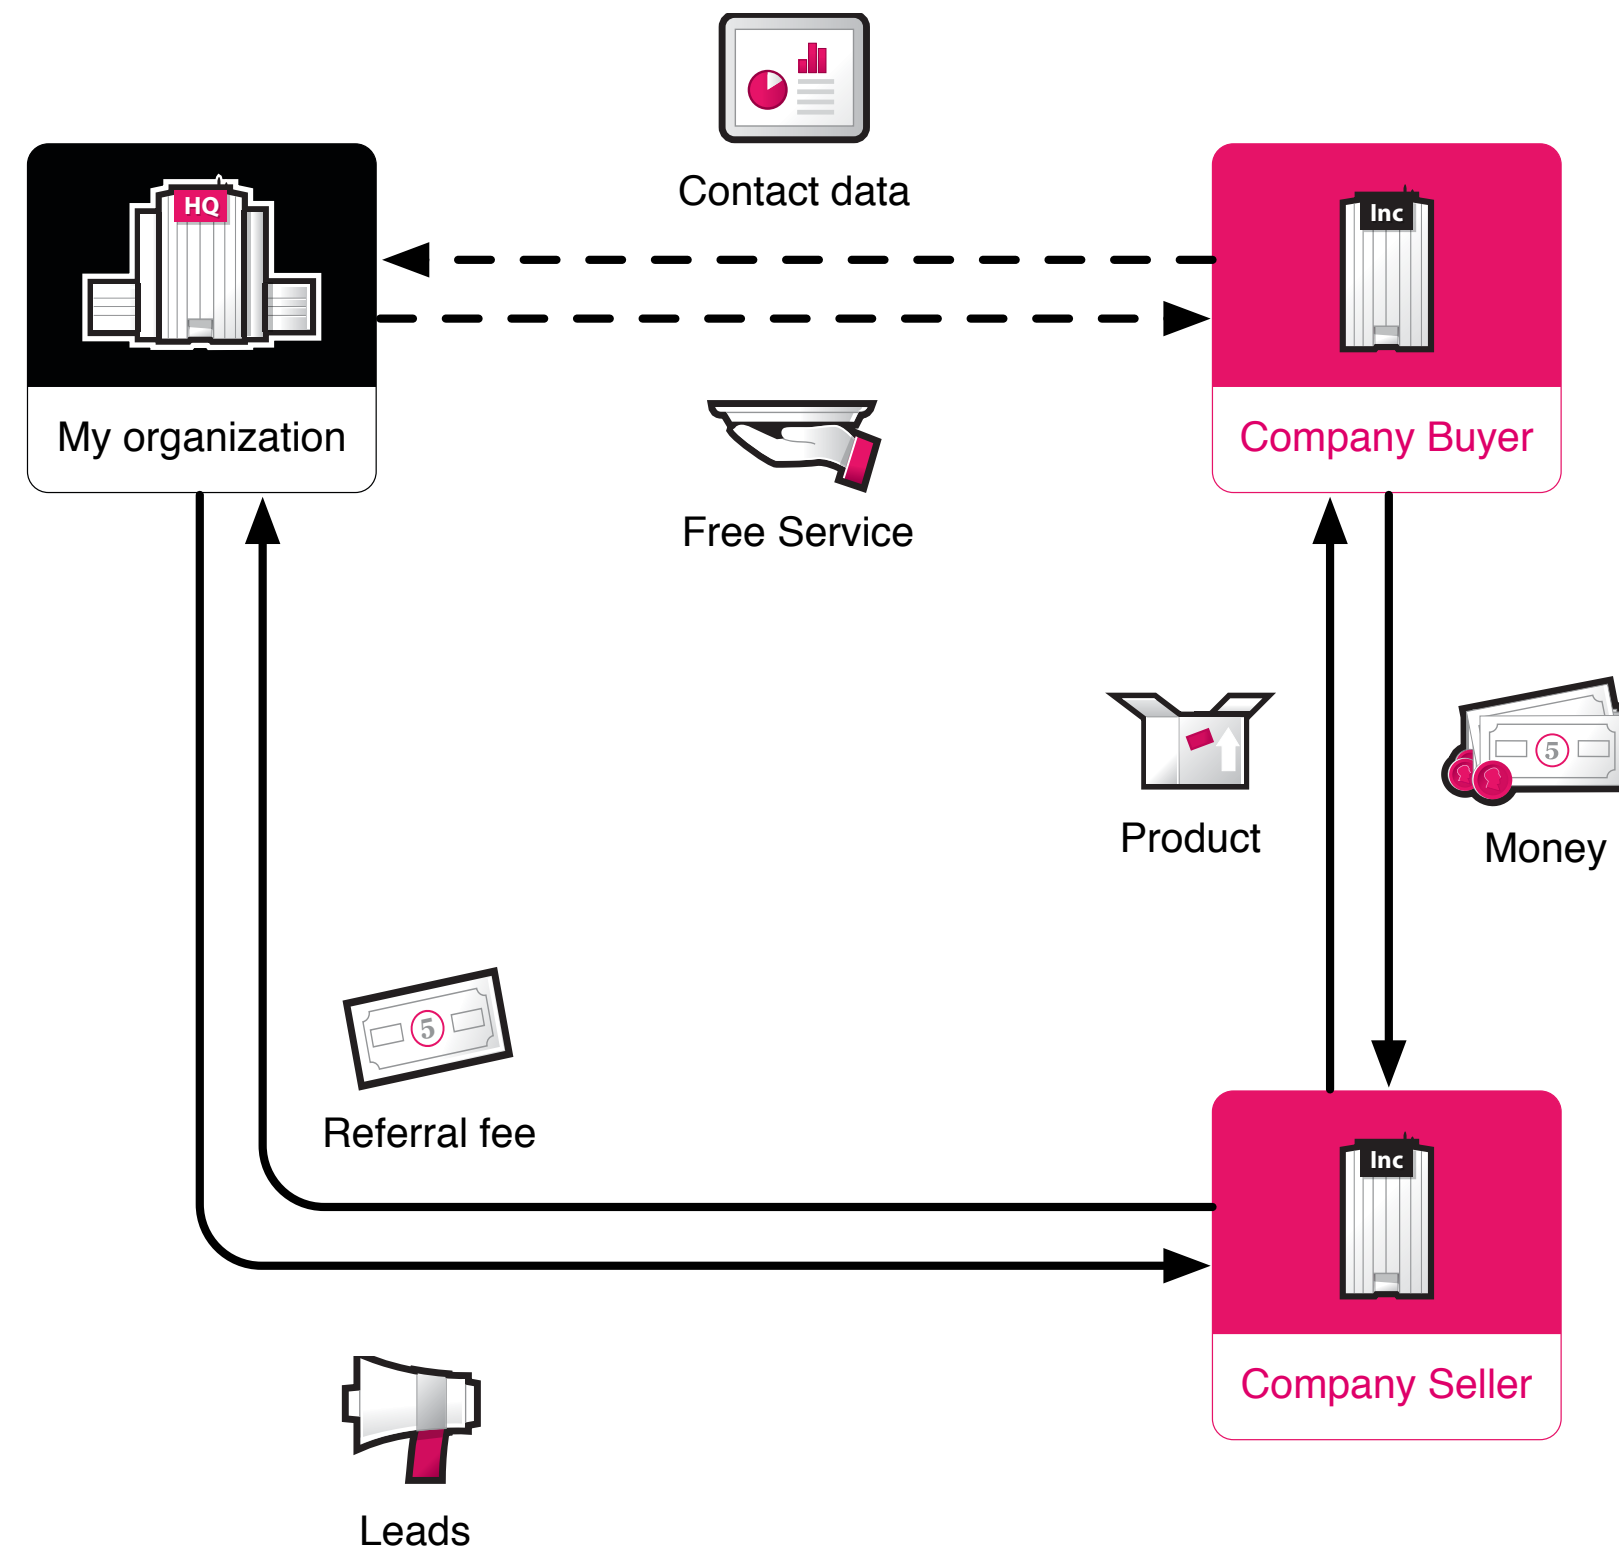 Contact data
HQ
Inc
My organization
Company Buyer
Free Service
5
Product
Money
5
Referral fee
Inc
Company Seller
Leads